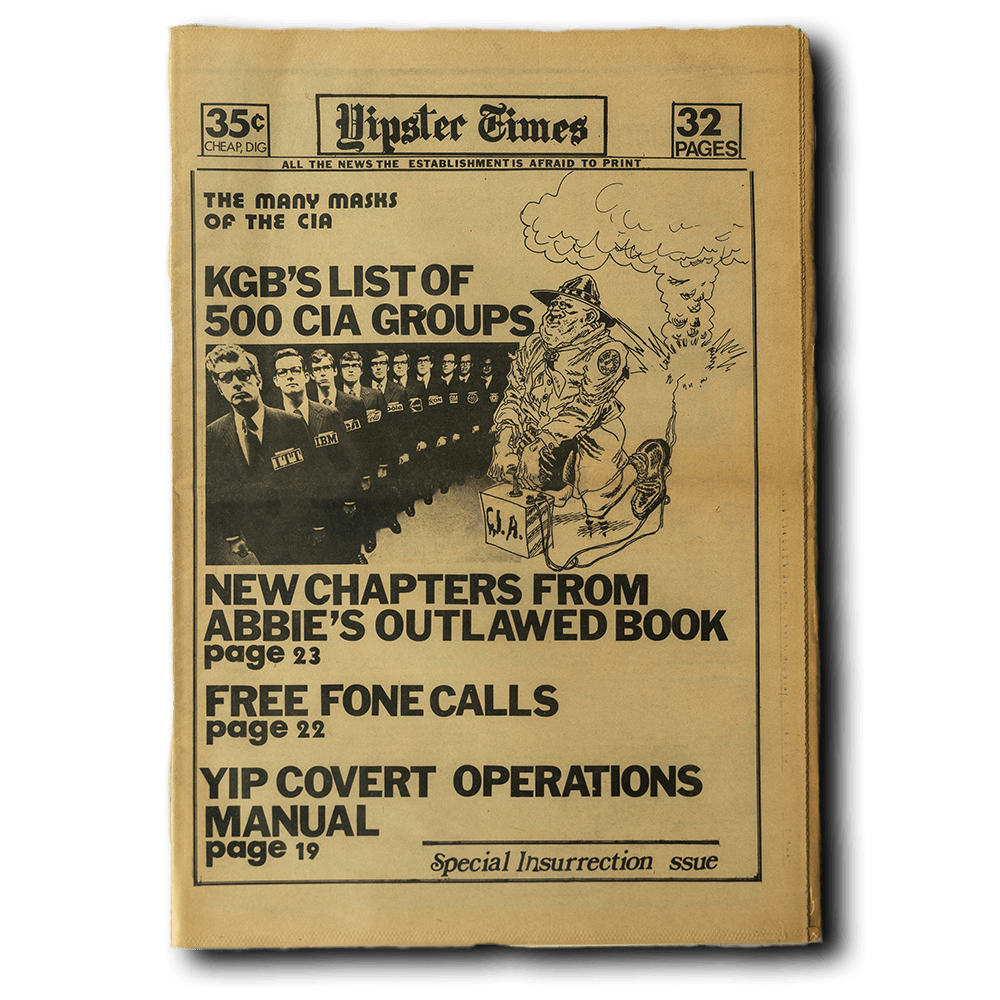 35¢
CHEAP, DIG
Yipster Times
32
PAGES
ALL THE NEWS THE ESTABLISHMENT IS AFRAID TO PRINT
THE MANY MASKS
OF THE CIA
KGB'S LIST OF
500 CIA GROUPS
ITT
IBM
C.I.A.
NEW CHAPTERS FROM
ABBIE'S OUTLAWED BOOK
page 23
FREE FONE CALLS
page 22
YIP COVERT OPERATIONS
MANUAL
page 19
Special Insurrection ssue